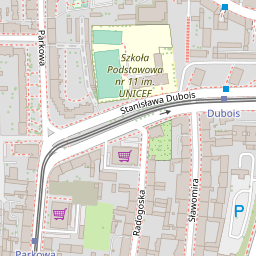 Parkowa
Szkoła
Podstawowa
nr 11 im.
UNICEF
Stanisława Dubois
Dubois
Radogoska
Sławomira
P
Parkowa